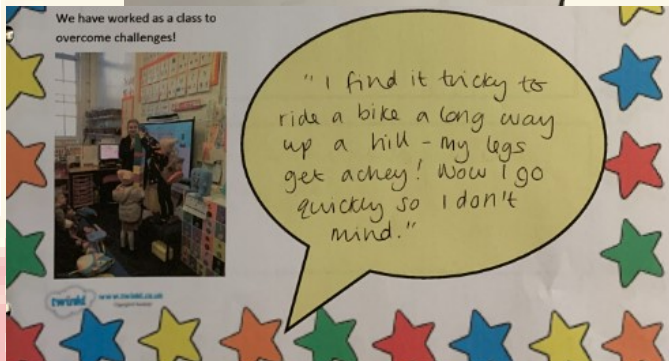 We have worked as a class to
overcome challenges!
"I find it tricky to
ride a bike a long way
up a hill - my legs
get achey! Now I go
quickly so I don't
mind."
twinkl www.twinkl.co.uk